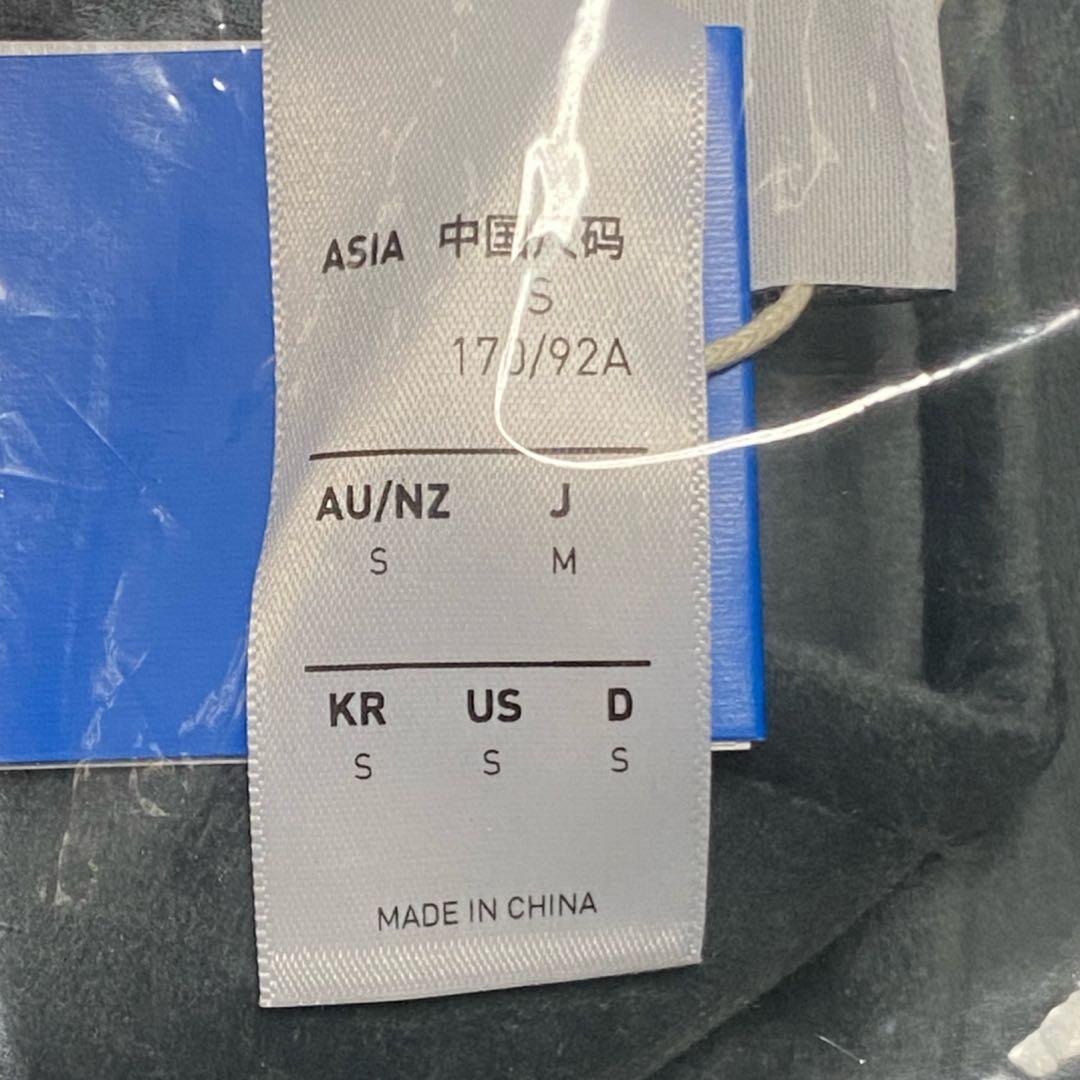 ASIA 中国尺码
S
170/92A
AU/NZ J
S M
KR US D
S S S
MADE IN CHINA